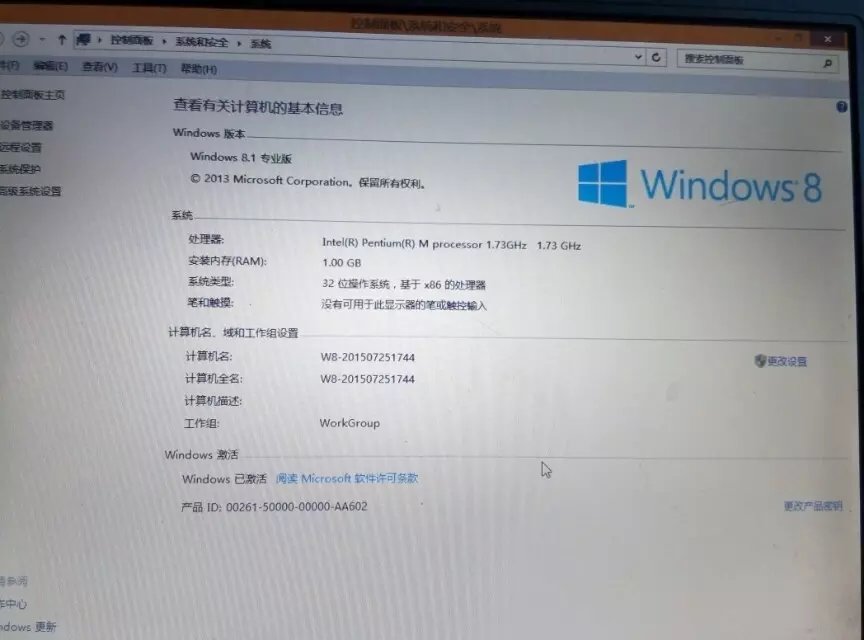 控制面板\系统和安全\系统
控制面板 系统和安全 系统
搜索控制面板
编辑(E) 查看(V) 工具(T) 帮助(H)
控制面板主页
设备管理器
远程设置
系统保护
高级系统设置
查看有关计算机的基本信息
Windows 版本
Windows 8.1 专业版
© 2013 Microsoft Corporation。保留所有权利。
Windows 8
系统
处理器: Intel(R) Pentium(R) M processor 1.73GHz 1.73 GHz
安装内存(RAM): 1.00 GB
系统类型: 32 位操作系统，基于 x86 的处理器
笔和触摸: 没有可用于此显示器的笔或触控输入
计算机名、域和工作组设置
计算机名: W8-201507251744
更改设置
计算机全名: W8-201507251744
计算机描述:
工作组: WorkGroup
Windows 激活
Windows 已激活 阅读 Microsoft 软件许可条款
产品 ID: 00261-50000-00000-AA602
更改产品密钥
参阅
中心
ndows 更新